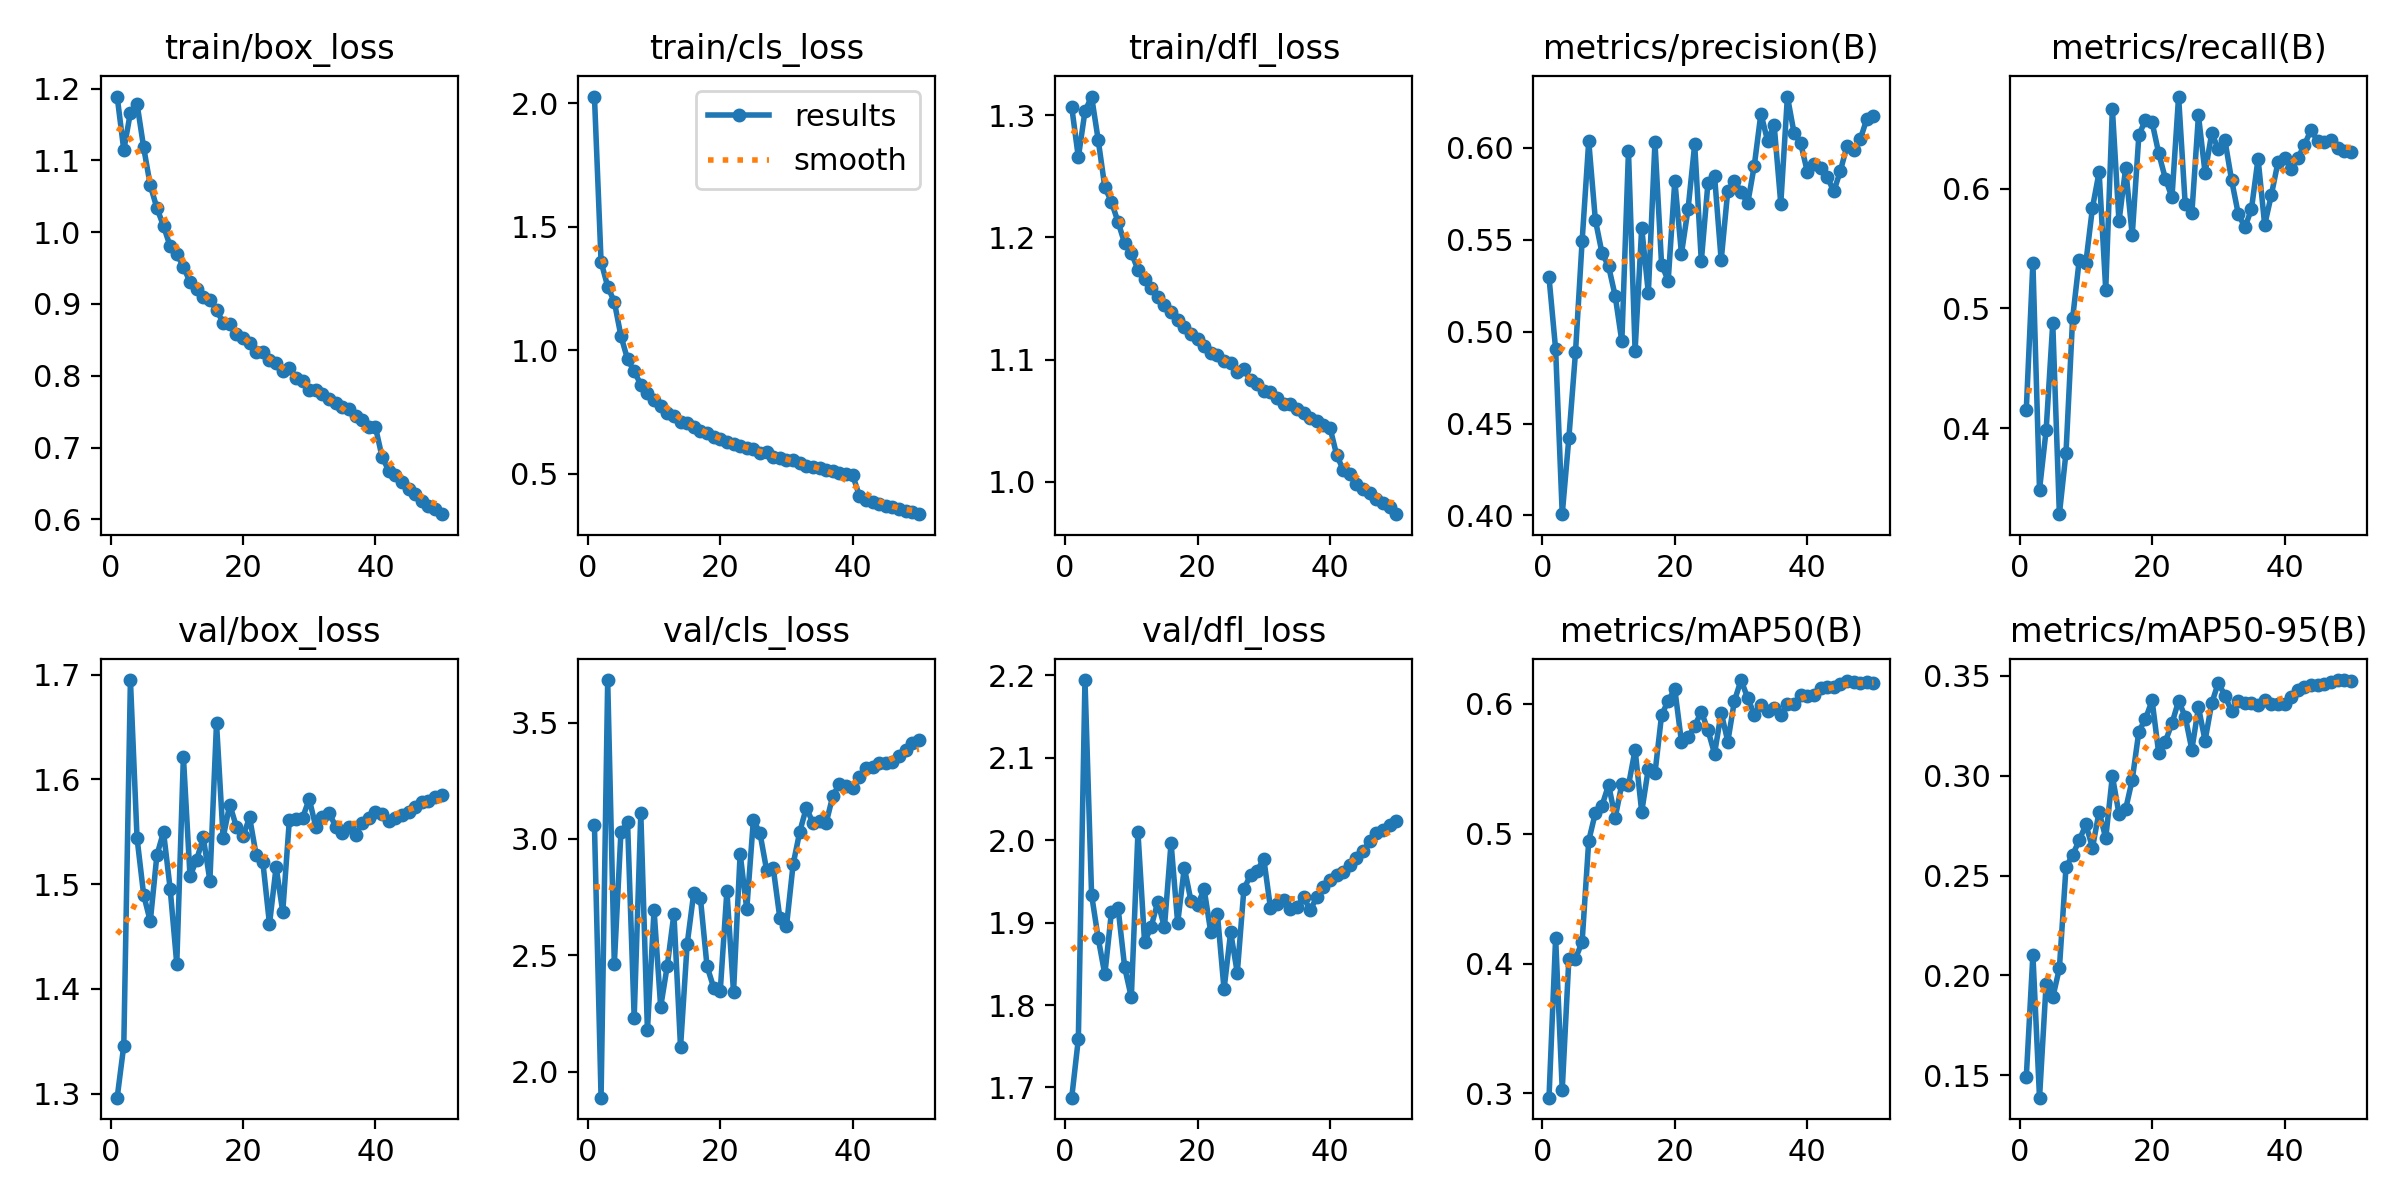 train/box_loss
1.2
1.1
1.0
0.9
0.8
0.7
0.6
0 20 40
train/cls_loss
results
smooth
2.0
1.5
1.0
0.5
0 20 40
train/dfl_loss
1.3
1.2
1.1
1.0
0 20 40
metrics/precision(B)
0.60
0.55
0.50
0.45
0.40
0 20 40
metrics/recall(B)
0.6
0.5
0.4
0 20 40
val/box_loss
1.7
1.6
1.5
1.4
1.3
0 20 40
val/cls_loss
3.5
3.0
2.5
2.0
0 20 40
val/dfl_loss
2.2
2.1
2.0
1.9
1.8
1.7
0 20 40
metrics/mAP50(B)
0.6
0.5
0.4
0.3
0 20 40
metrics/mAP50-95(B)
0.35
0.30
0.25
0.20
0.15
0 20 40